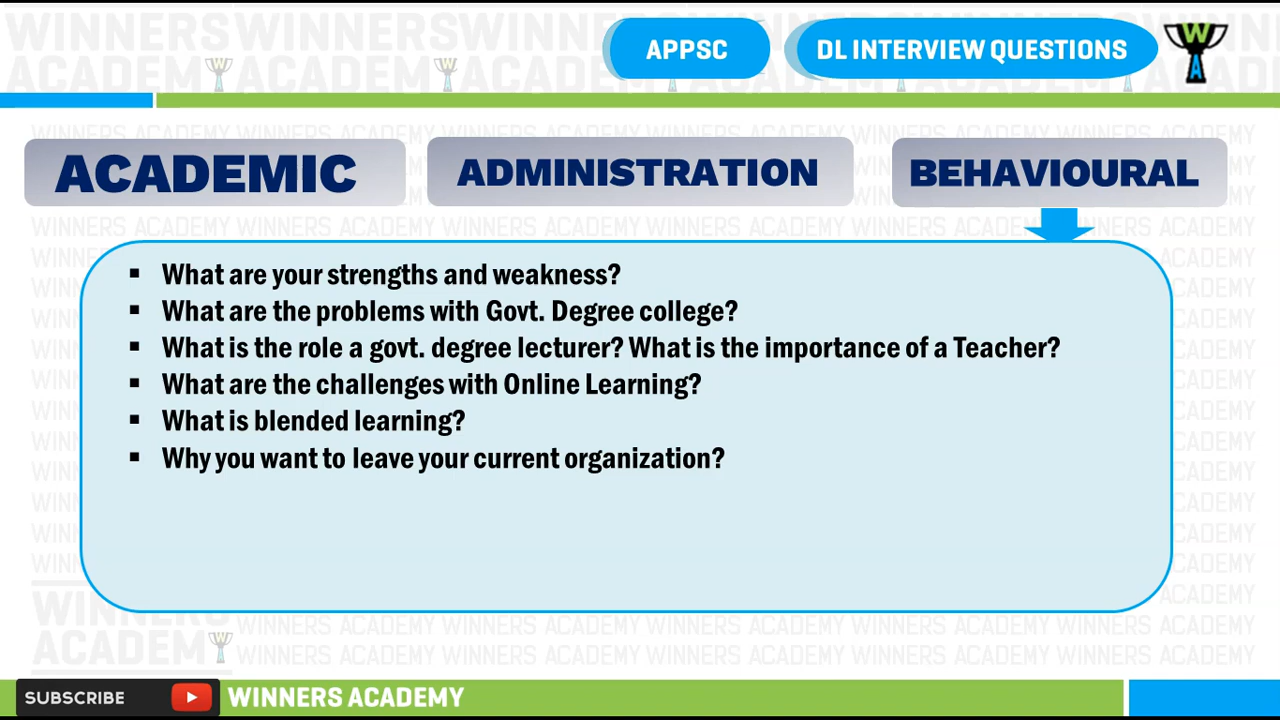 APPSC
DL INTERVIEW QUESTIONS
ACADEMIC
ADMINISTRATION
BEHAVIOURAL
▪ What are your strengths and weakness?
▪ What are the problems with Govt. Degree college?
▪ What is the role a govt. degree lecturer? What is the importance of a Teacher?
▪ What are the challenges with Online Learning?
▪ What is blended learning?
▪ Why you want to leave your current organization?
WINNERS
ACADEMY
SUBSCRIBE
WINNERS ACADEMY